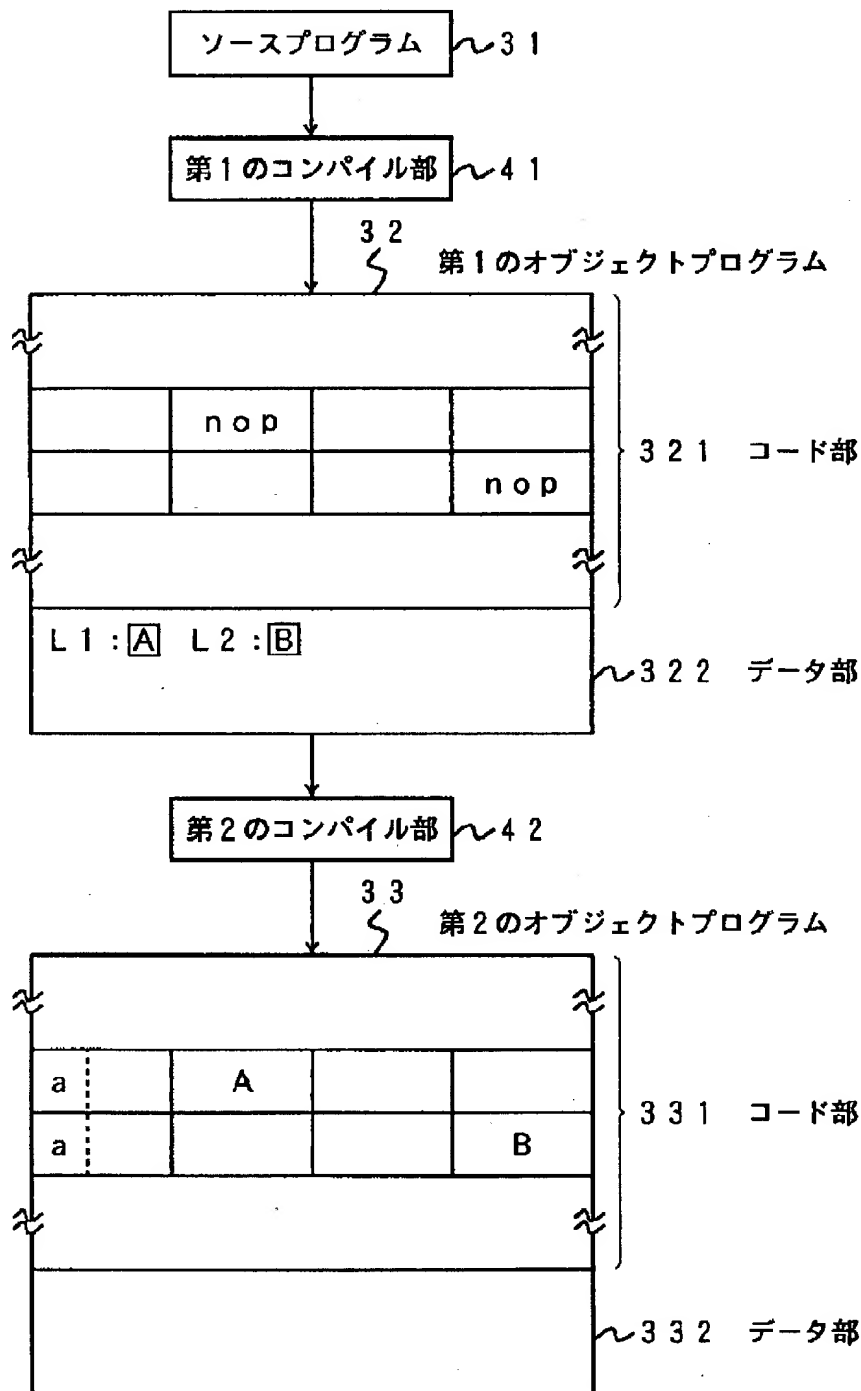 ソースプログラム 31
第1のコンパイル部 41
32 第1のオブジェクトプログラム
nop
nop
321 コード部
L1:A L2:B
322 データ部
第2のコンパイル部 42
33 第2のオブジェクトプログラム
a A
a B
331 コード部
332 データ部